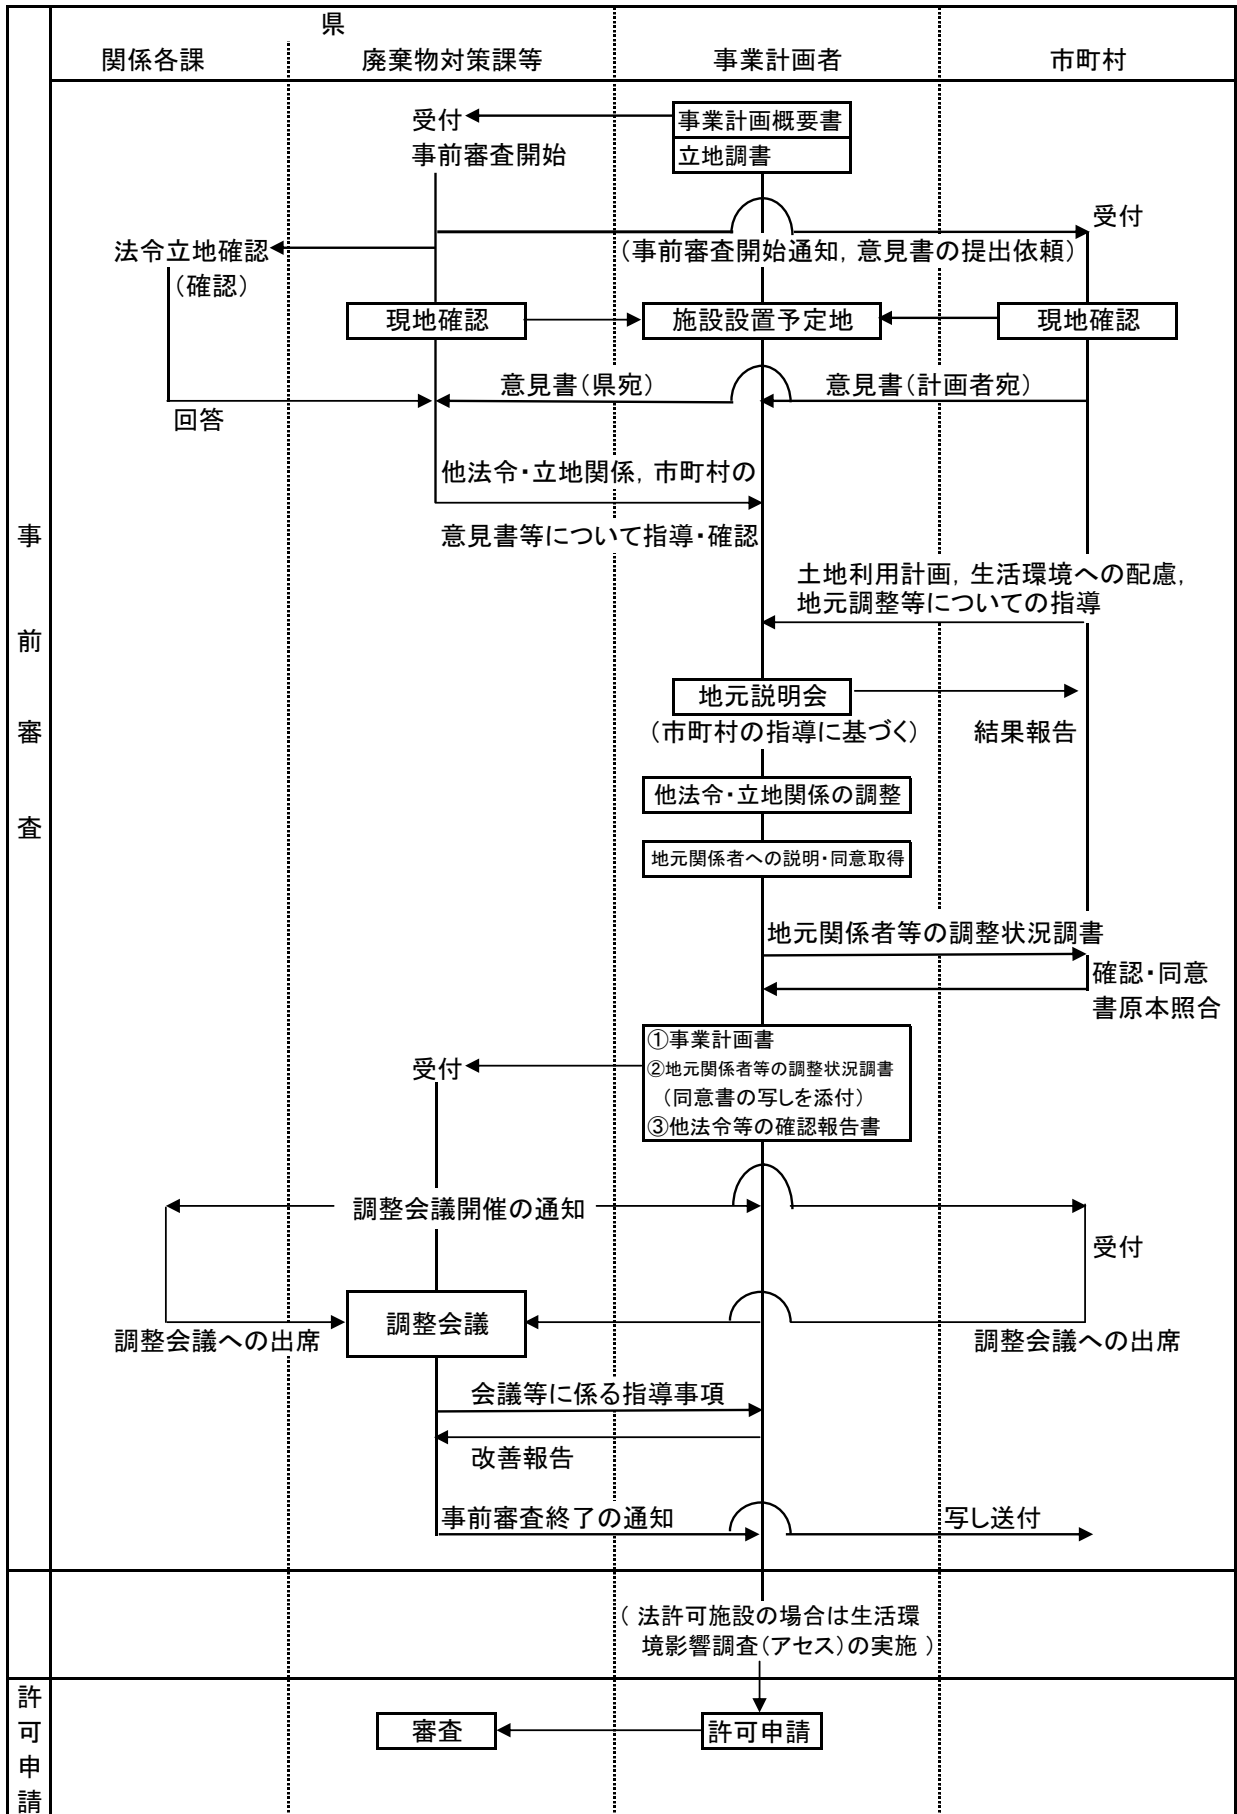 県
関係各課
廃棄物対策課等
事業計画者
市町村
受付
事業計画概要書
事前審査開始
立地調書
受付
法令立地確認
（確認）
（事前審査開始通知，意見書の提出依頼）
現地確認
施設設置予定地
現地確認
意見書（県宛）
意見書（計画者宛）
回答
他法令・立地関係，市町村の
意見書等について指導・確認
土地利用計画，生活環境への配慮，
地元調整等についての指導
地元説明会
（市町村の指導に基づく）
結果報告
他法令・立地関係の調整
地元関係者への説明・同意取得
地元関係者等の調整状況調書
確認・同意
書原本照合
受付
①事業計画書
②地元関係者等の調整状況調書
（同意書の写しを添付）
③他法令等の確認報告書
調整会議開催の通知
受付
調整会議
調整会議への出席
調整会議への出席
会議等に係る指導事項
改善報告
事前審査終了の通知
写し送付
事前審査
（ 法許可施設の場合は生活環
境影響調査（アセス）の実施 ）
許可申請
審査
許可申請